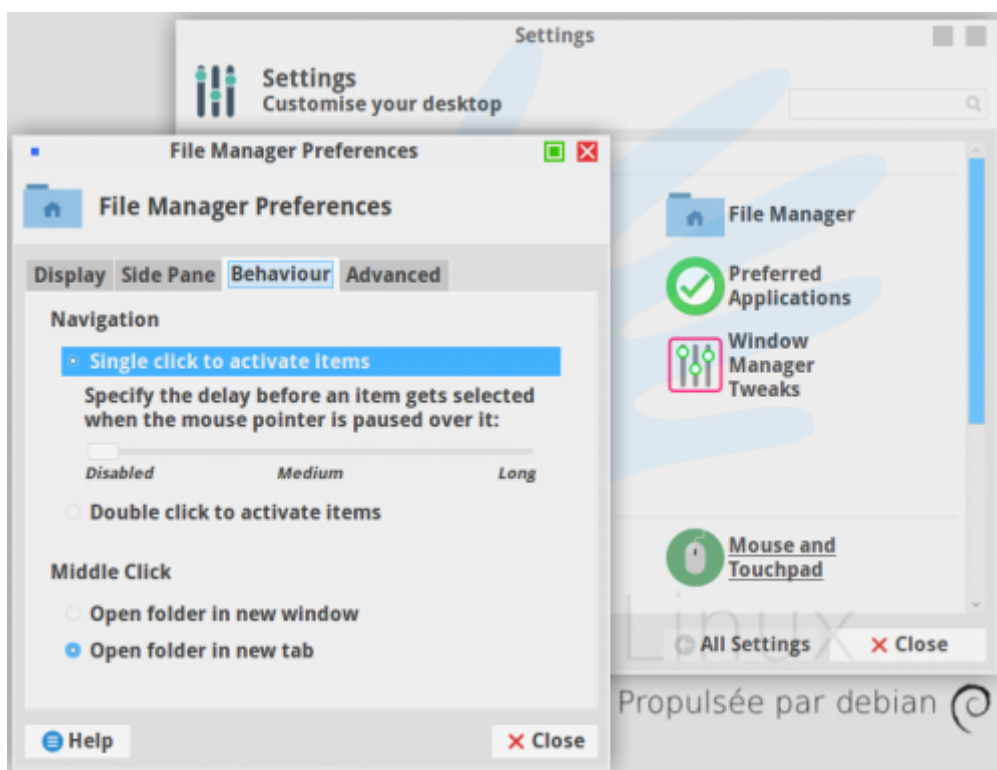 Settings
Settings
Customise your desktop
File Manager Preferences
File Manager Preferences
Display Side Pane Behaviour Advanced
Navigation
Single click to activate items
Specify the delay before an item gets selected
when the mouse pointer is paused over it:
Disabled Medium Long
Double click to activate items
Middle Click
Open folder in new window
Open folder in new tab
Help
Close
File Manager
Preferred
Applications
Window
Manager
Tweaks
Mouse and
Touchpad
Linux
All Settings
Close
Propulsée par debian